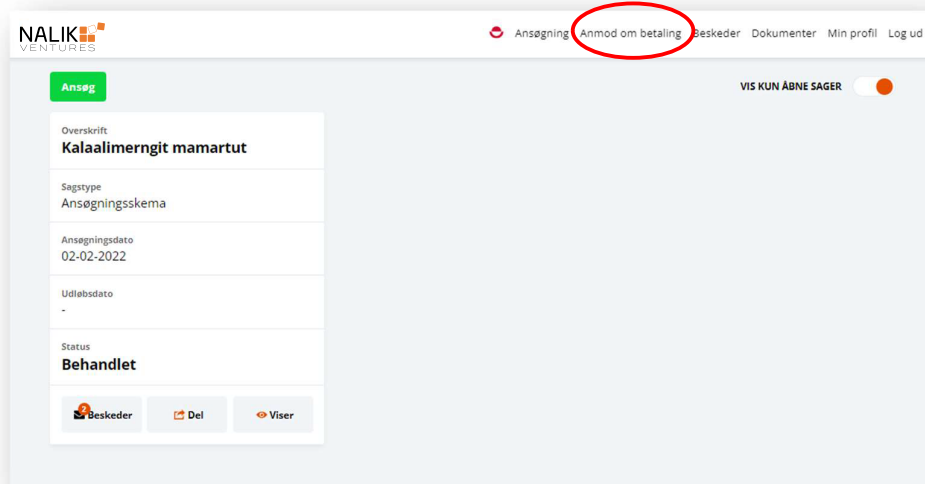 NALIK
VENTURES
Ansøgning Anmod om betaling Beskeder Dokumenter Min profil Log ud
Ansøg
VIS KUN ÅBNE SAGER
Overskrift
Kalaalimerngit mamartut
Sagstype
Ansøgningsskema
Ansøgningsdato
02-02-2022
Udløbsdato
-
Status
Behandlet
2
Beskeder Del Viser